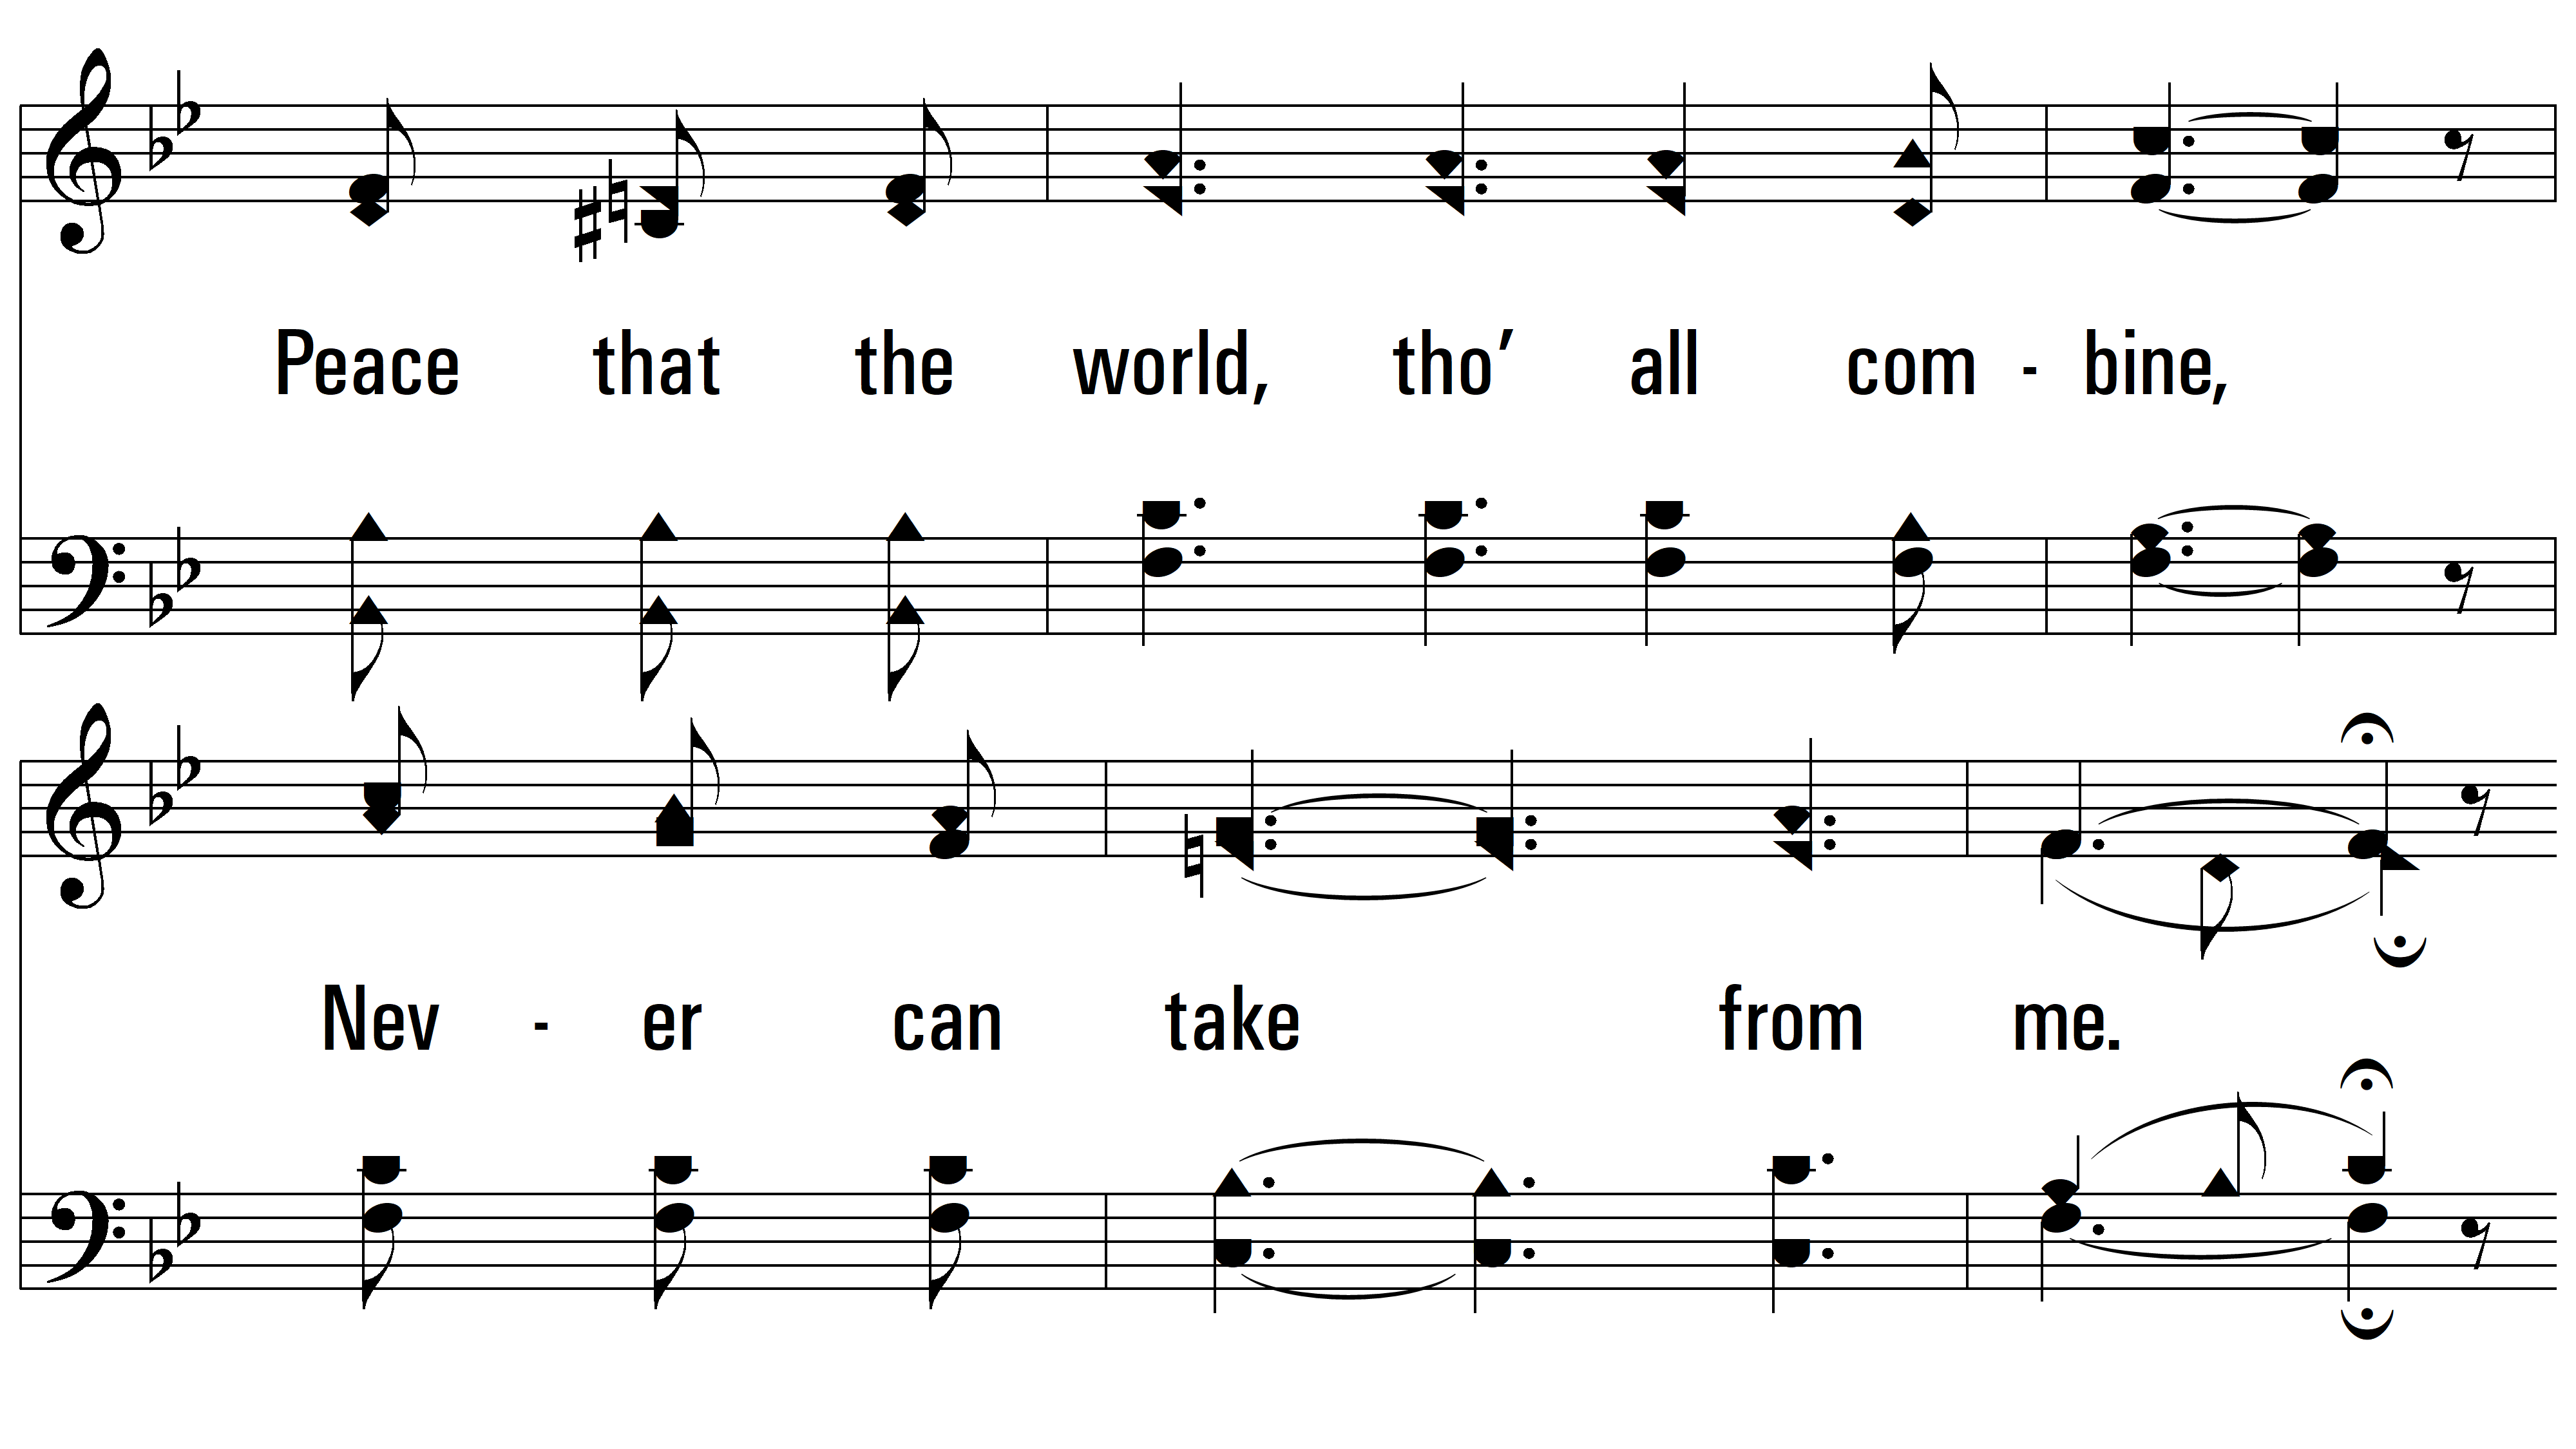 Peace that the world, tho’ all com - bine,
Nev - er can take from me.